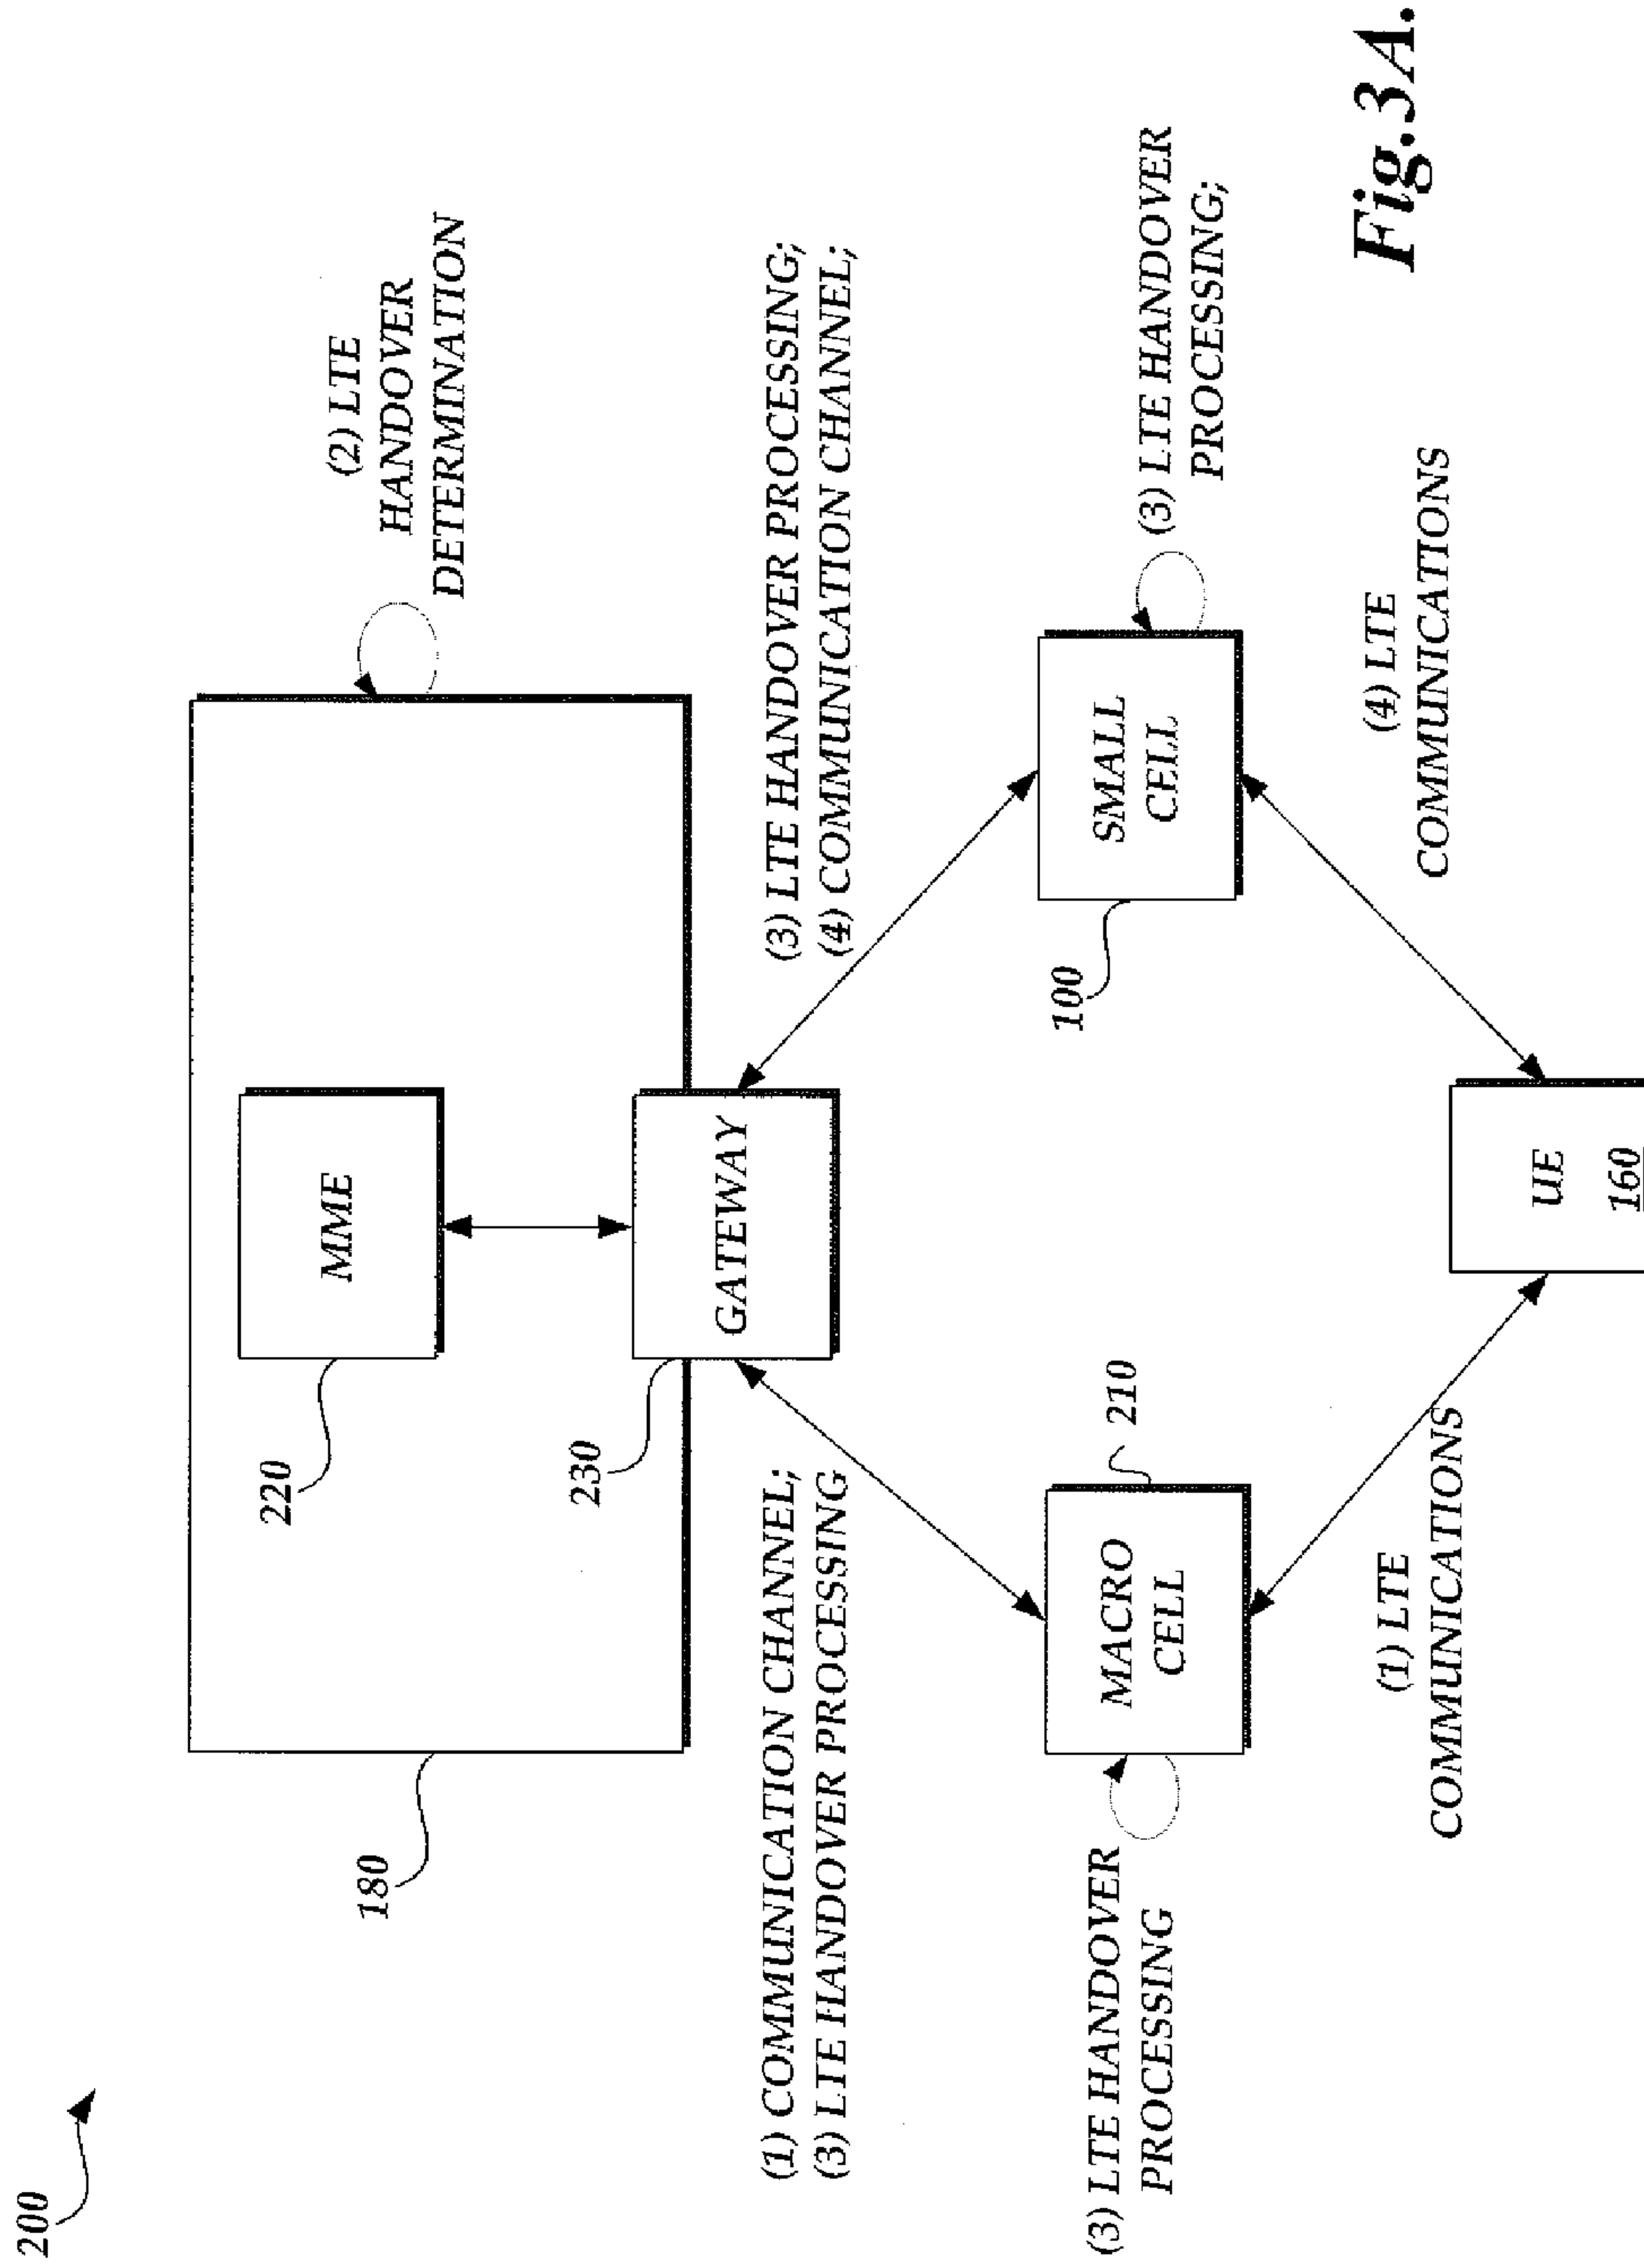 200
180
220
MME
(2) LTE
HANDOVER
DETERMINATION
230
GATEWAY
(1) COMMUNICATION CHANNEL;
(3) LTE HANDOVER PROCESSING
(3) LTE HANDOVER PROCESSING;
(4) COMMUNICATION CHANNEL;
(3) LTE HANDOVER
PROCESSING
MACRO
CELL
210
100
SMALL
CELL
(3) LTE HANDOVER
PROCESSING;
(1) LTE
COMMUNICATIONS
UE
160
(4) LTE
COMMUNICATIONS
Fig.3A.